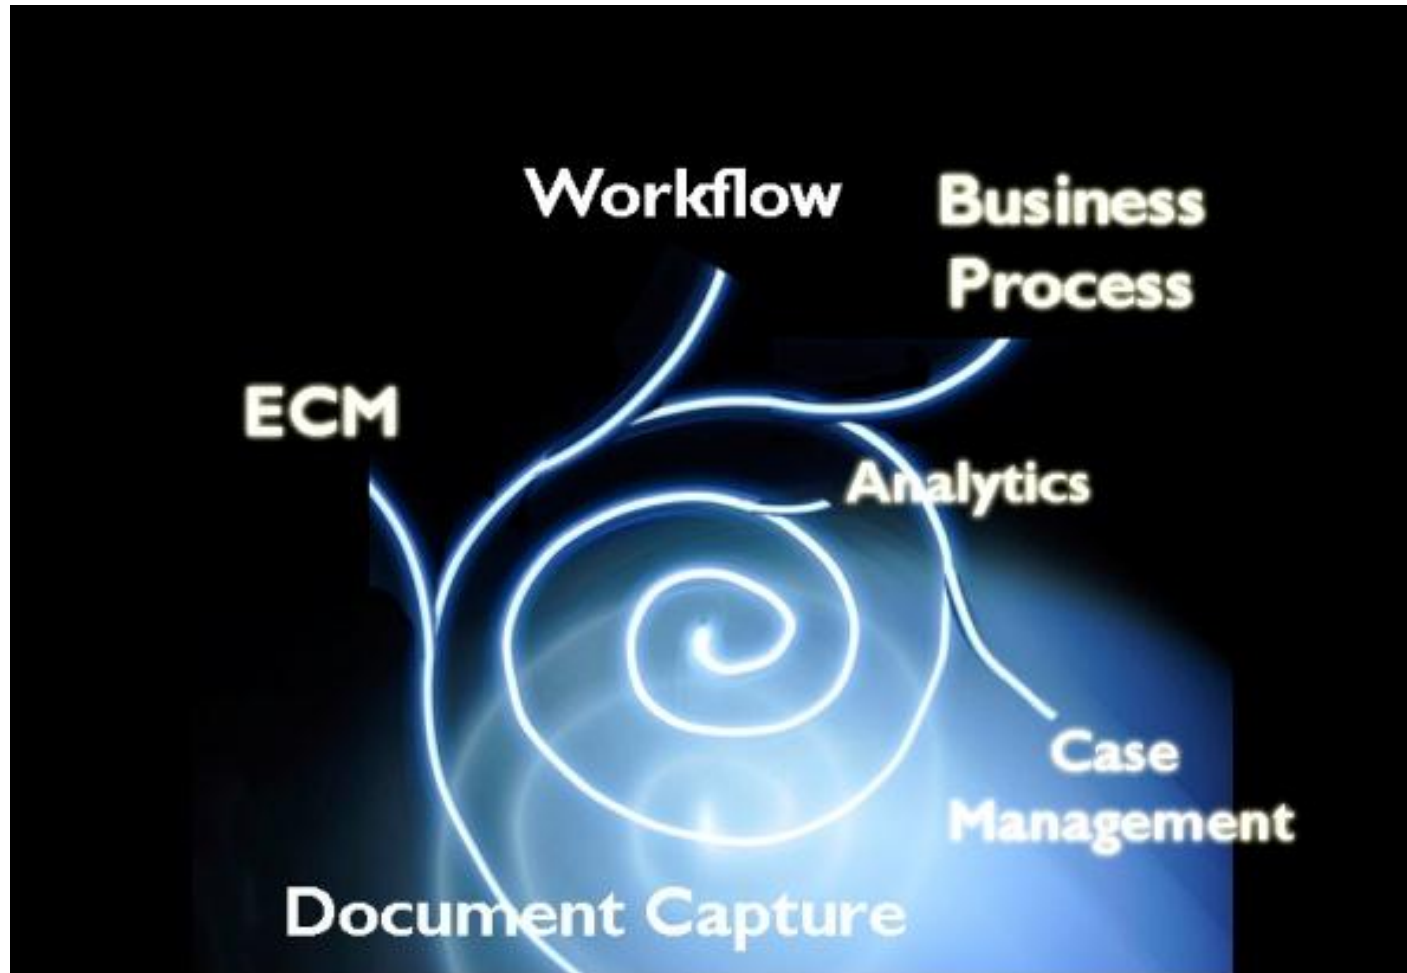 Workflow
Business
Process
ECM
Analytics
Case
Management
Document Capture